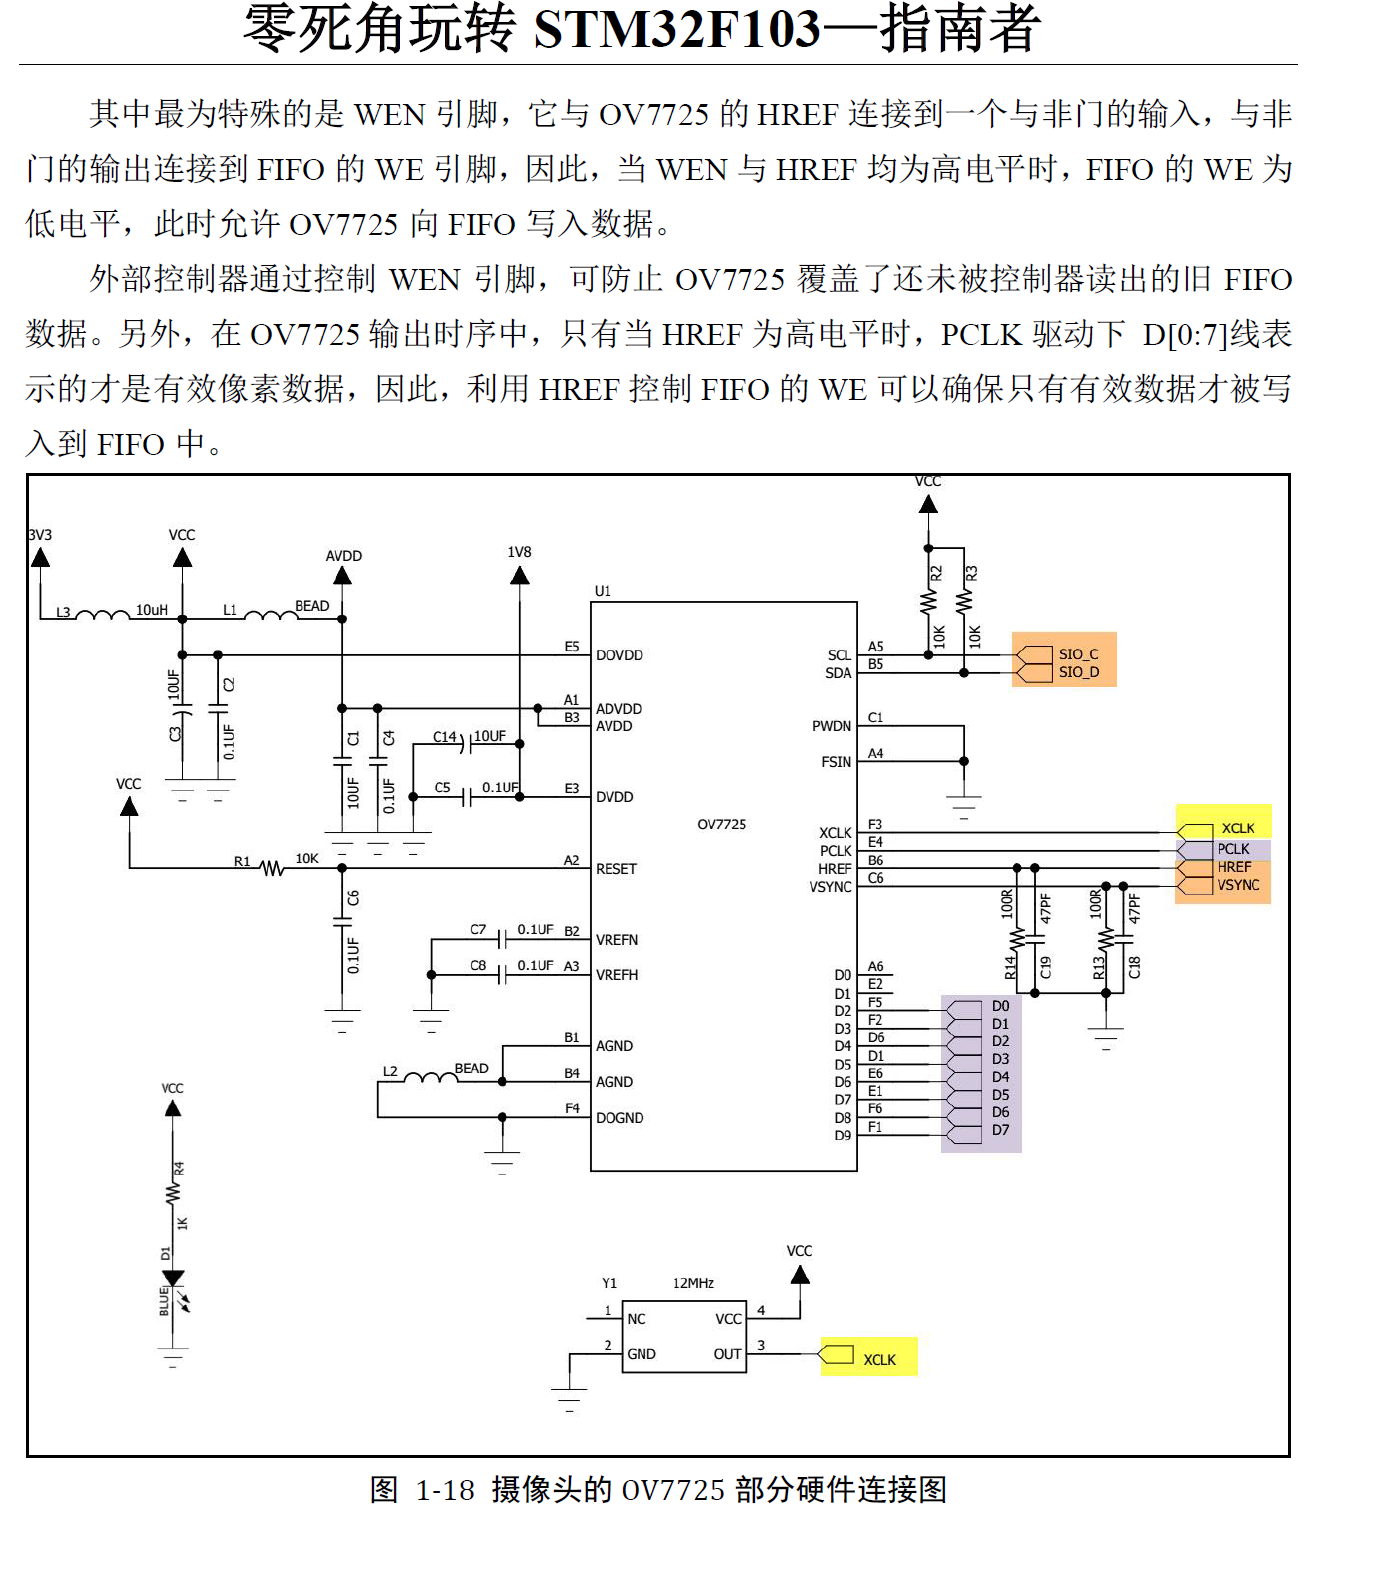 零死角玩转 STM32F103—指南者
其中最为特殊的是 WEN 引脚，它与 OV7725 的 HREF 连接到一个与非门的输入，与非
门的输出连接到 FIFO 的 WE 引脚，因此，当 WEN 与 HREF 均为高电平时，FIFO 的 WE 为
低电平，此时允许 OV7725 向 FIFO 写入数据。
外部控制器通过控制 WEN 引脚，可防止 OV7725 覆盖了还未被控制器读出的旧 FIFO
数据。另外，在 OV7725 输出时序中，只有当 HREF 为高电平时，PCLK 驱动下 D[0:7]线表
示的才是有效像素数据，因此，利用 HREF 控制 FIFO 的 WE 可以确保只有有效数据才被写
入到 FIFO 中。
VCC
3V3
VCC
AVDD
1V8
R2
R3
10K
10K
U1
L3
10uH
L1
BEAD
E5
DOVDD
SCL
A5
SIO_C
SDA
B5
SIO_D
10UF
C3
C2
0.1UF
A1
ADVDD
B3
AVDD
PWDN
C1
FSIN
A4
C1
10UF
C4
0.1UF
C14
10UF
C5
0.1UF
E3
DVDD
OV7725
VCC
R1
10K
A2
RESET
C6
0.1UF
XCLK
F3
XCLK
PCLK
E4
PCLK
HREF
B6
HREF
VSYNC
C6
VSYNC
100R
R14
47PF
C19
100R
R13
47PF
C18
C7
0.1UF
B2
VREFN
C8
0.1UF
A3
VREFH
D0
A6
D1
E2
D2
F5
D0
D3
F2
D1
D4
D6
D2
D5
D1
D3
D6
E6
D4
D7
E1
D5
D8
F6
D6
D9
F1
D7
B1
AGND
L2
BEAD
B4
AGND
F4
DOGND
VCC
R4
1K
D1
BLUE
VCC
Y1
12MHz
1
NC
VCC
4
2
GND
OUT
3
XCLK
图 1-18 摄像头的 OV7725 部分硬件连接图